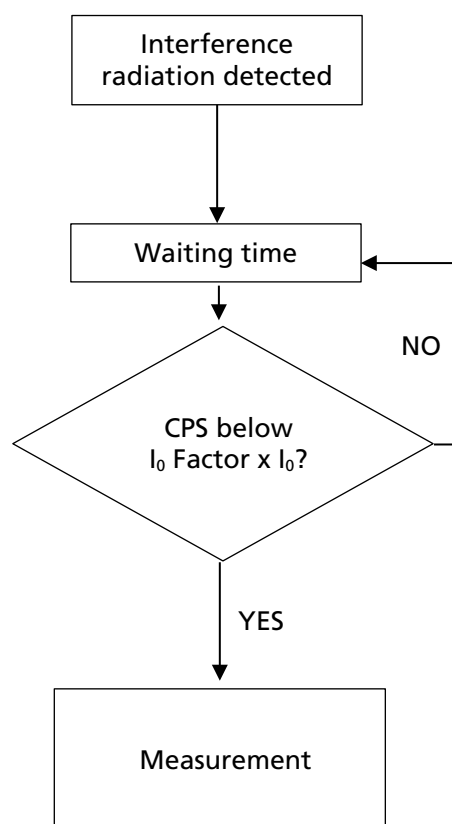 Interference
radiation detected
Waiting time
NO
CPS below
I₀ Factor x I₀?
YES
Measurement